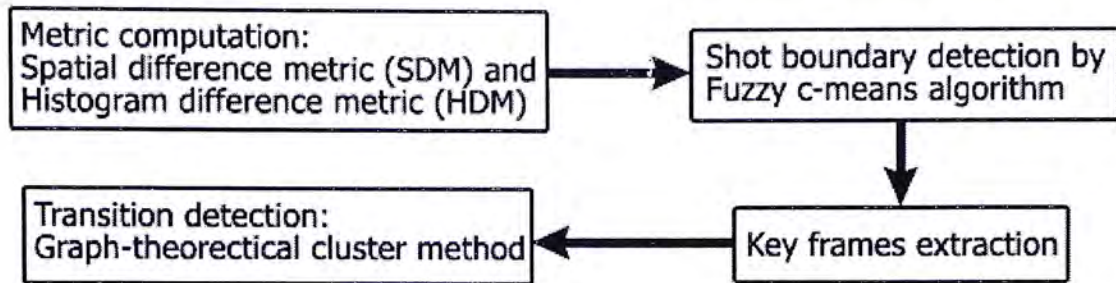 Metric computation:
Spatial difference metric (SDM) and
Histogram difference metric (HDM)
Shot boundary detection by
Fuzzy c-means algorithm
Key frames extraction
Transition detection:
Graph-theorectical cluster method